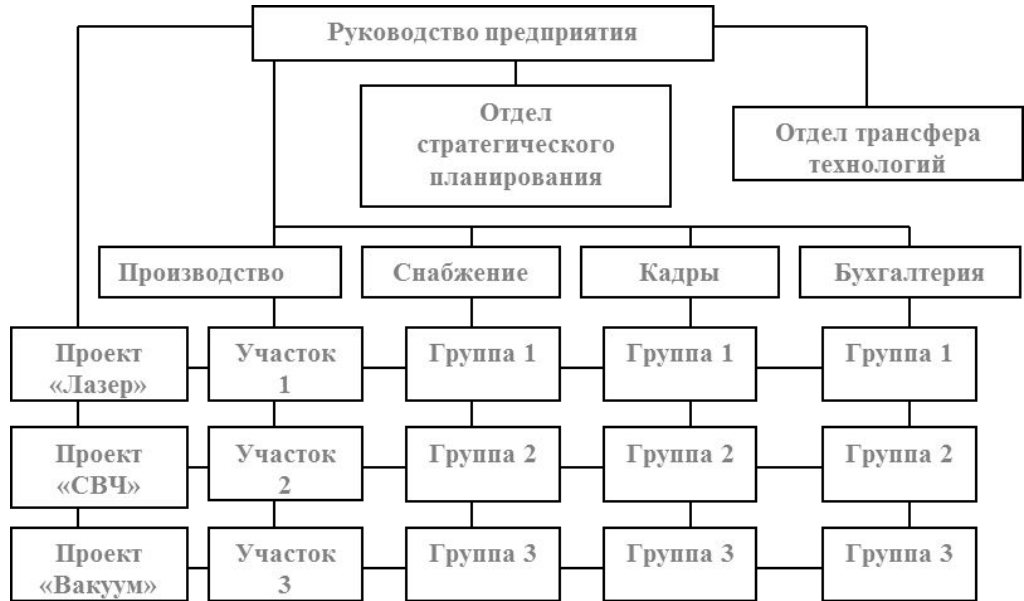 Руководство предприятия
Отдел
стратегического
планирования
Отдел трансфера
технологий
Производство
Снабжение
Кадры
Бухгалтерия
Проект
«Лазер»
Участок
1
Группа 1
Группа 1
Группа 1
Проект
«СВЧ»
Участок
2
Группа 2
Группа 2
Группа 2
Проект
«Вакуум»
Участок
3
Группа 3
Группа 3
Группа 3